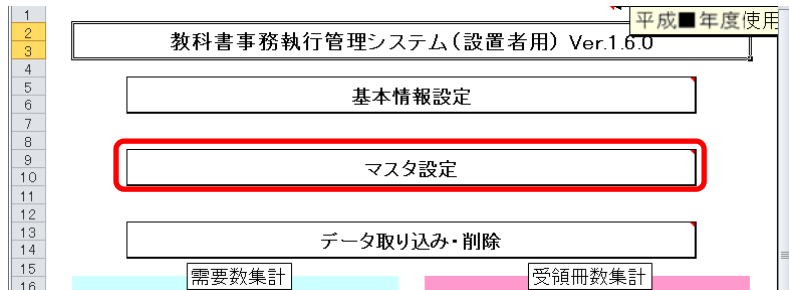 平成■年度使用
教科書事務執行管理システム(設置者用) Ver.1.6.0
基本情報設定
マスタ設定
データ取り込み・削除
需要数集計
受領冊数集計
1
2
3
4
5
6
7
8
9
10
11
12
13
14
15
16